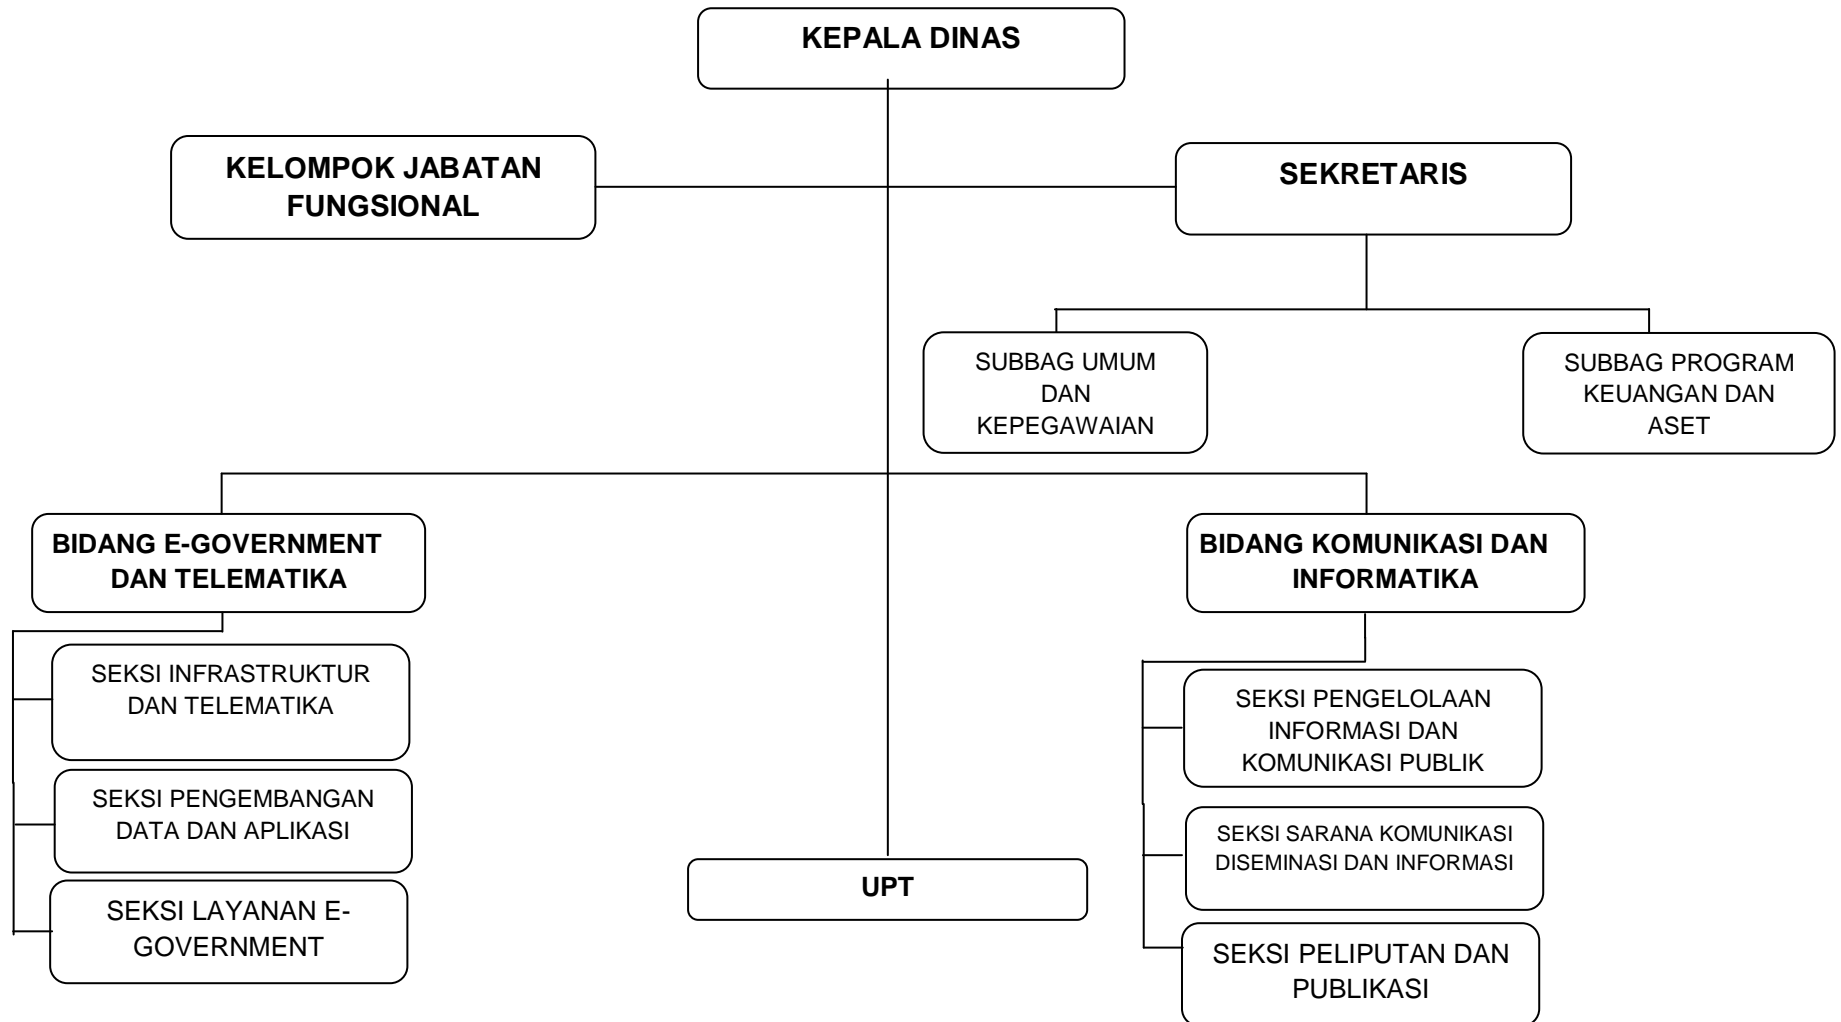 KEPALA DINAS
KELOMPOK JABATAN
FUNGSIONAL
SEKRETARIS
SUBBAG UMUM
DAN
KEPEGAWAIAN
SUBBAG PROGRAM
KEUANGAN DAN
ASET
BIDANG E-GOVERNMENT
DAN TELEMATIKA
BIDANG KOMUNIKASI DAN
INFORMATIKA
SEKSI INFRASTRUKTUR
DAN TELEMATIKA
SEKSI PENGEMBANGAN
DATA DAN APLIKASI
SEKSI LAYANAN E-
GOVERNMENT
UPT
SEKSI PENGELOLAAN
INFORMASI DAN
KOMUNIKASI PUBLIK
SEKSI SARANA KOMUNIKASI
DISEMINASI DAN INFORMASI
SEKSI PELIPUTAN DAN
PUBLIKASI